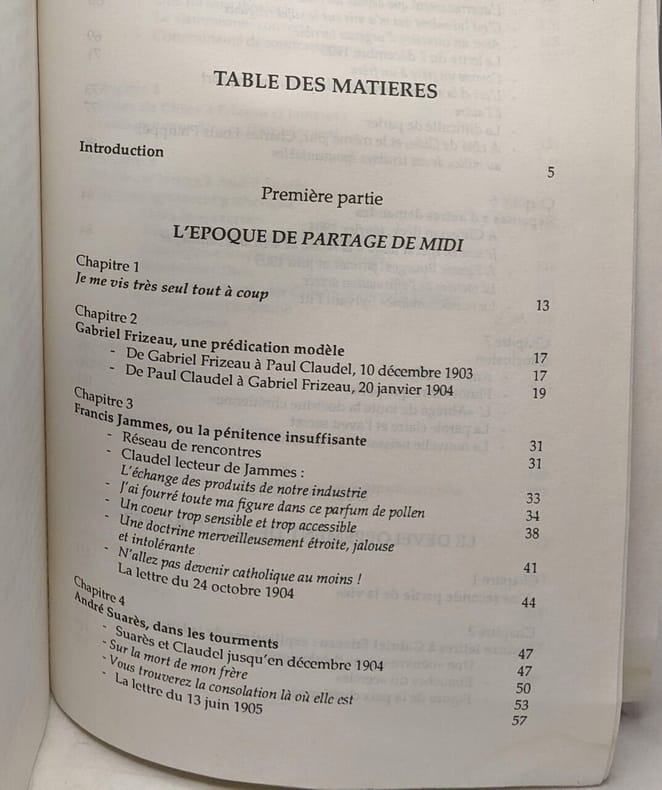 TABLE DES MATIERES
Introduction 5
Première partie
L'EPOQUE DE PARTAGE DE MIDI
Chapitre 1
Je me vis très seul tout à coup 13
Chapitre 2
Gabriel Frizeau, une prédication modèle 17
- De Gabriel Frizeau à Paul Claudel, 10 décembre 1903 17
- De Paul Claudel à Gabriel Frizeau, 20 janvier 1904 19
Chapitre 3
Francis Jammes, ou la pénitence insuffisante 31
- Réseau de rencontres 31
- Claudel lecteur de Jammes :
L'échange des produits de notre industrie 33
- J'ai fourré toute ma figure dans ce parfum de pollen 34
- Un coeur trop sensible et trop accessible 38
- Une doctrine merveilleusement étroite, jalouse
et intolérante 41
- N'allez pas devenir catholique au moins !
La lettre du 24 octobre 1904 44
Chapitre 4
André Suarès, dans les tourments 47
- Suarès et Claudel jusqu'en décembre 1904 47
- Sur la mort de mon frère 50
- Vous trouverez la consolation là où elle est 53
- La lettre du 13 juin 1905 57